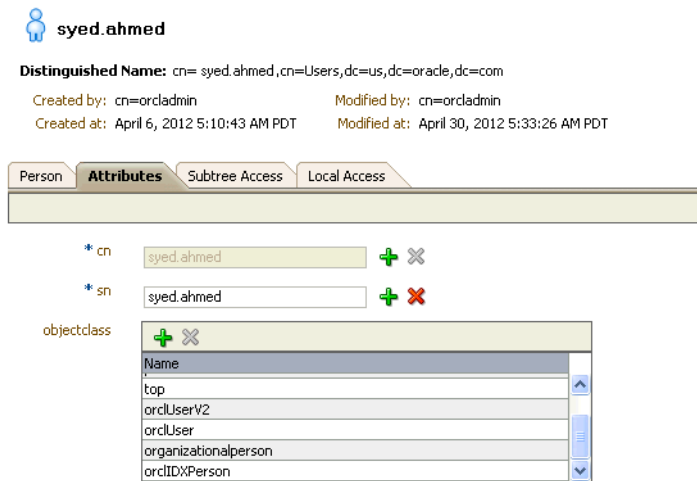 syed.ahmed
Distinguished Name: cn= syed.ahmed,cn=Users,dc=us,dc=oracle,dc=com
Created by: cn=orcladmin Modified by: cn=orcladmin
Created at: April 6, 2012 5:10:43 AM PDT Modified at: April 30, 2012 5:33:26 AM PDT
Person Attributes Subtree Access Local Access
* cn syed.ahmed
* sn syed.ahmed
objectclass
Name
top
orclUserV2
orclUser
organizationalperson
orclIDXPerson